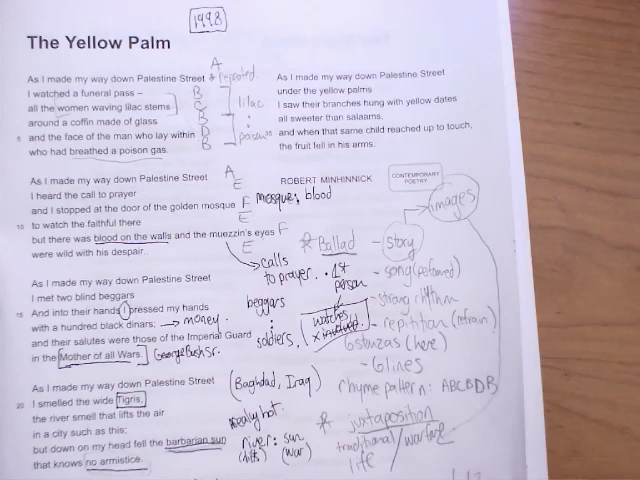 1998
The Yellow Palm
As I made my way down Palestine Street
I watched a funeral pass –
all the women waving lilac stems
around a coffin made of glass
5 and the face of the man who lay within
who had breathed a poison gas.
A
repeated
B
C
B
D
B
lilac
:
poison
As I made my way down Palestine Street
I heard the call to prayer
and I stopped at the door of the golden mosque
10 to watch the faithful there
but there was blood on the walls and the muezzin's eyes
were wild with his despair.
A
E
F
E
F
E
mosque; blood
calls
to prayer.
As I made my way down Palestine Street
I met two blind beggars
15 And into their hands I pressed my hands
with a hundred black dinars; → money.
and their salutes were those of the Imperial Guard
in the Mother of all Wars. George Bush Sr.
beggars
:
soldiers.
1st
person
watches
x involved.
As I made my way down Palestine Street
20 I smelled the wide Tigris,
the river smell that lifts the air
in a city such as this;
but down on my head fell the barbarian sun
that knows no armistice.
(Baghdad, Iraq)
really hot.
river: sun
(lifts) (war)
As I made my way down Palestine Street
under the yellow palms
I saw their branches hung with yellow dates
all sweeter than salaams,
and when that same child reached up to touch,
the fruit fell in his arms.
ROBERT MINHINNICK
CONTEMPORARY
POETRY
images
* Ballad – story
- song (performed)
- strong rhythm
- repitition (refrain)
6 stanzas (here)
- 6 lines
rhyme pattern: ABCBDB
* juxtaposition
traditional / warfare
life